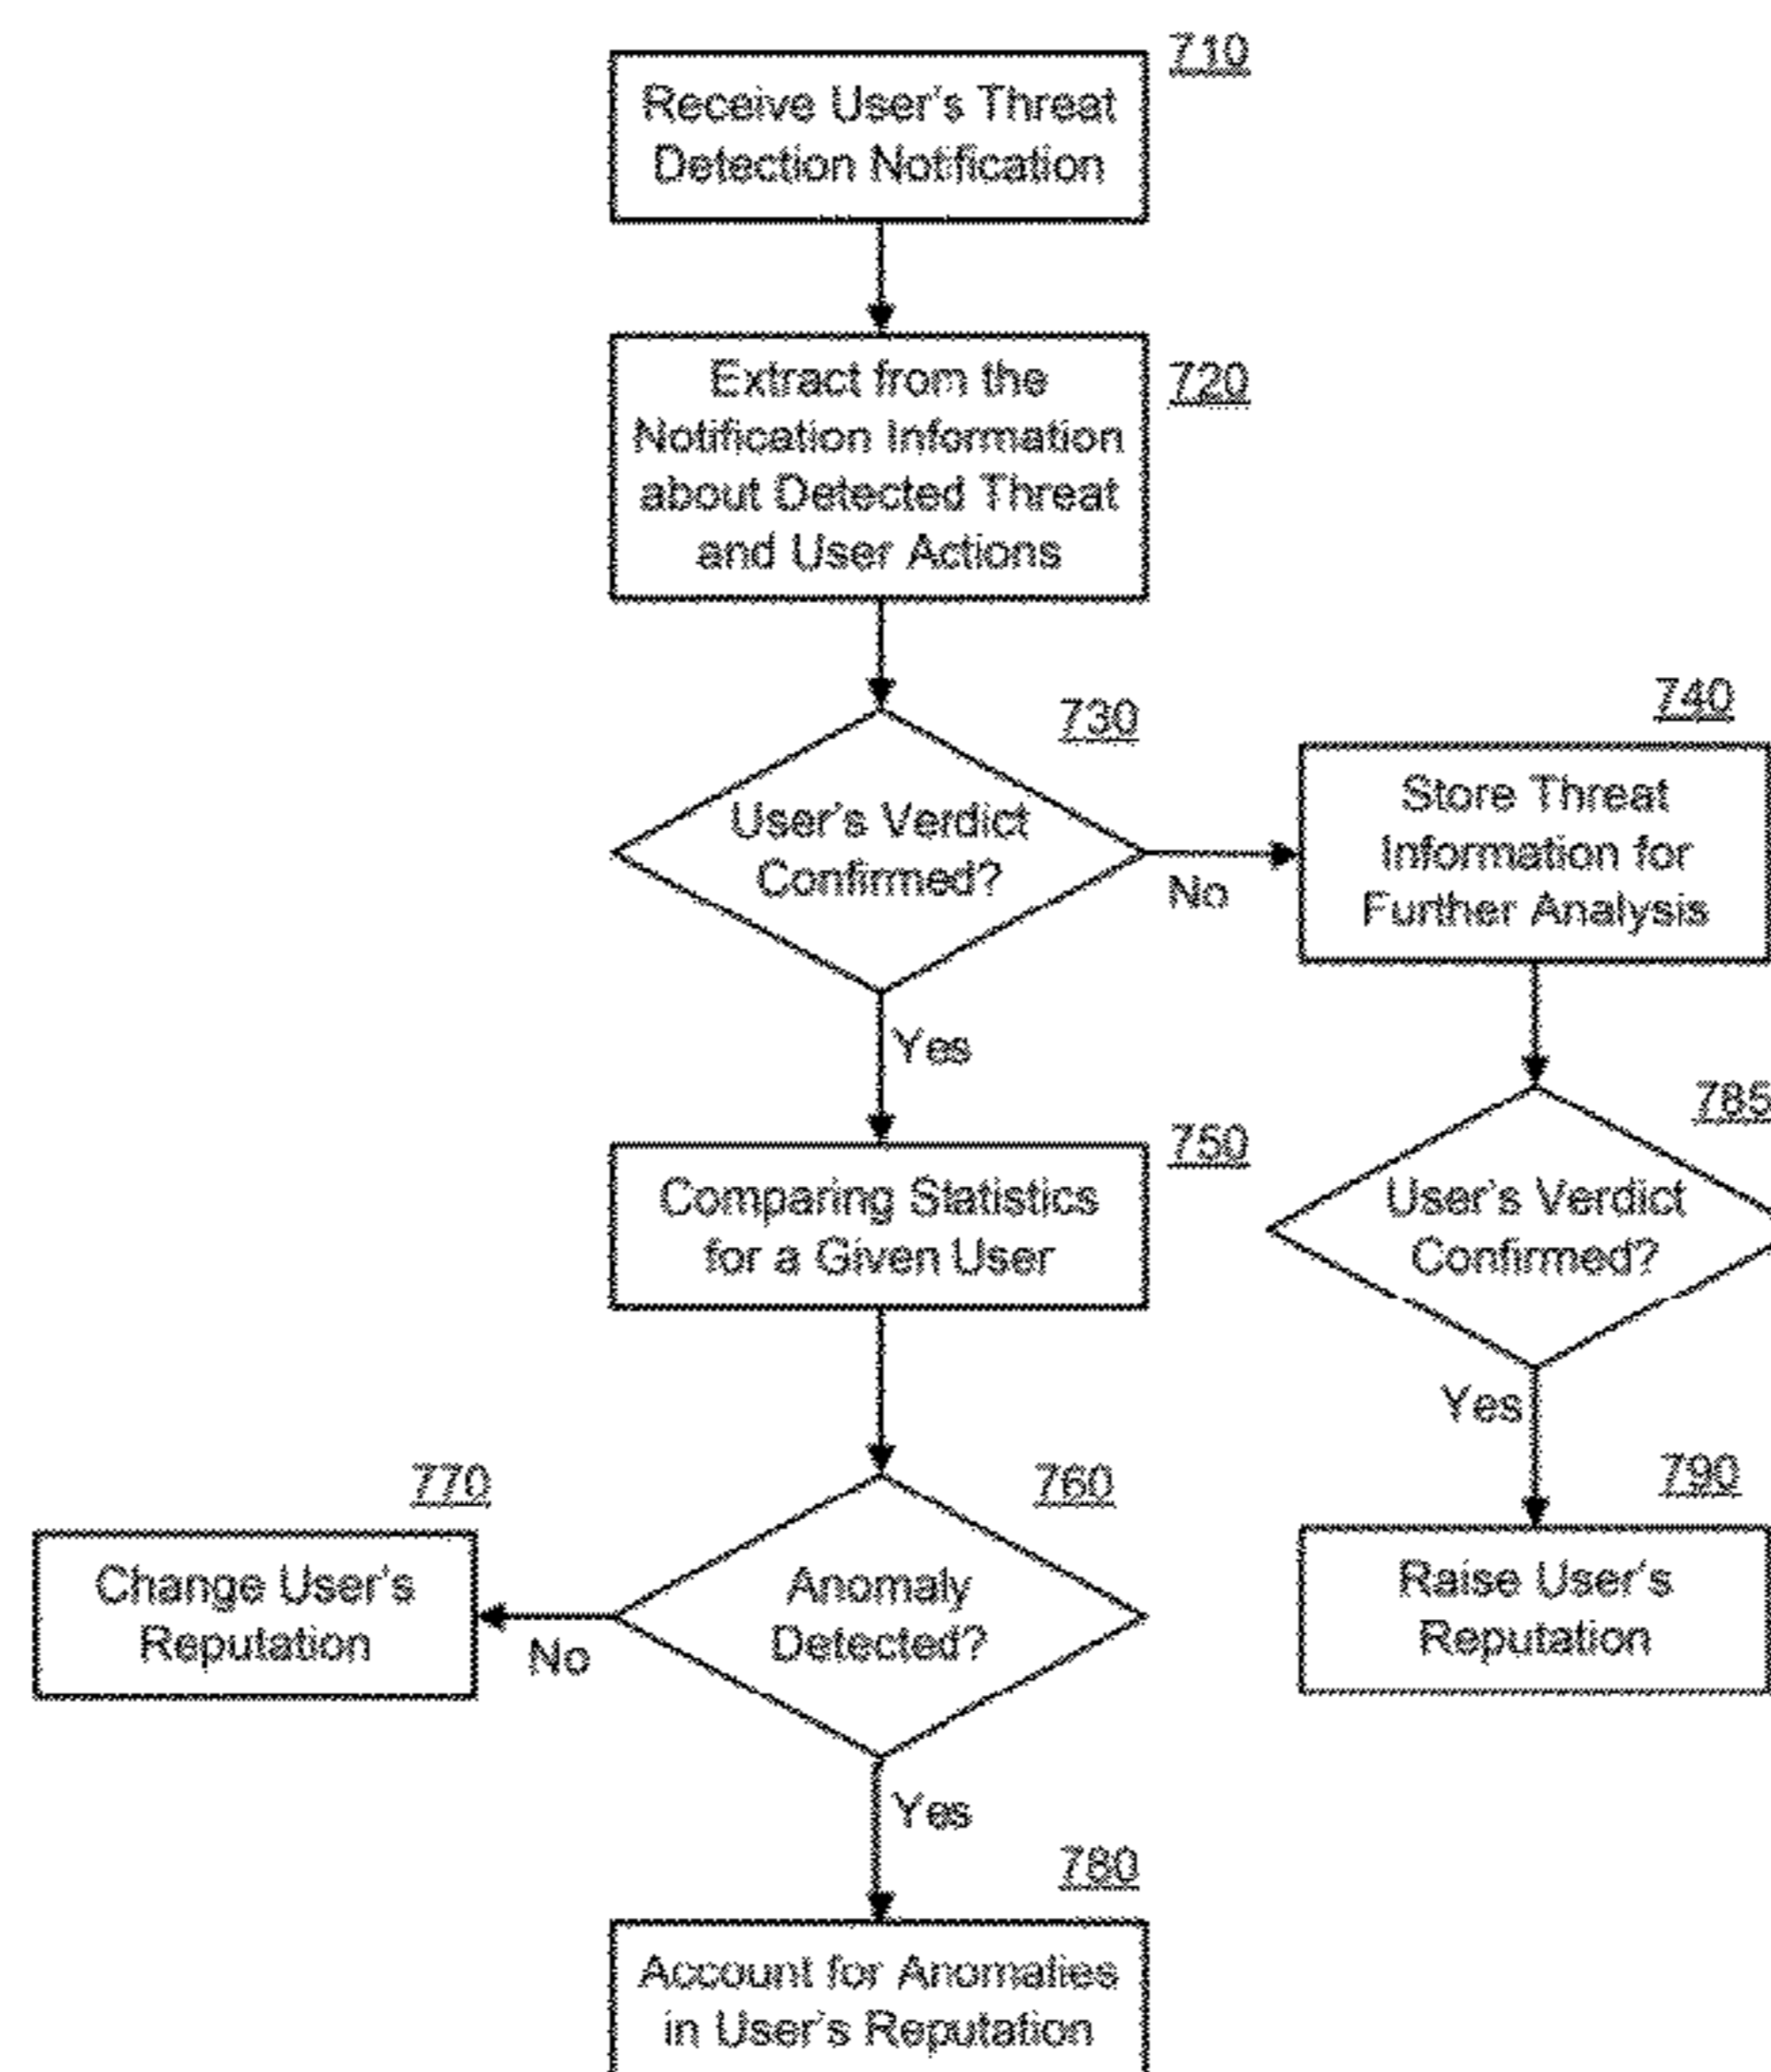 710
Receive User's Threat
Detection Notification
720
Extract from the
Notification Information
about Detected Threat
and User Actions
730
User's Verdict
Confirmed?
No
Yes
740
Store Threat
Information for
Further Analysis
785
User's Verdict
Confirmed?
Yes
750
Comparing Statistics
for a Given User
760
Anomaly
Detected?
No
Yes
770
Change User's
Reputation
790
Raise User's
Reputation
780
Account for Anomalies
in User's Reputation